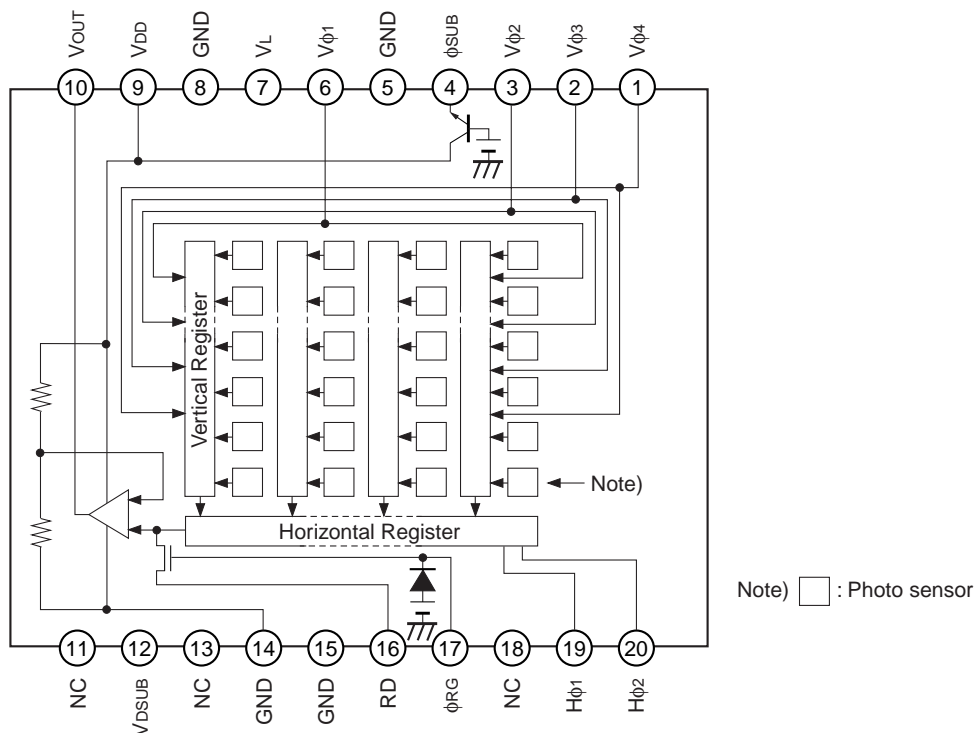 VOUT
VDD
GND
VL
Vϕ1
GND
ϕSUB
Vϕ2
Vϕ3
Vϕ4
10
9
8
7
6
5
4
3
2
1
Vertical Register
Note)
Horizontal Register
Note) : Photo sensor
11
12
13
14
15
16
17
18
19
20
NC
VDSUB
NC
GND
GND
RD
ϕRG
NC
Hϕ1
Hϕ2